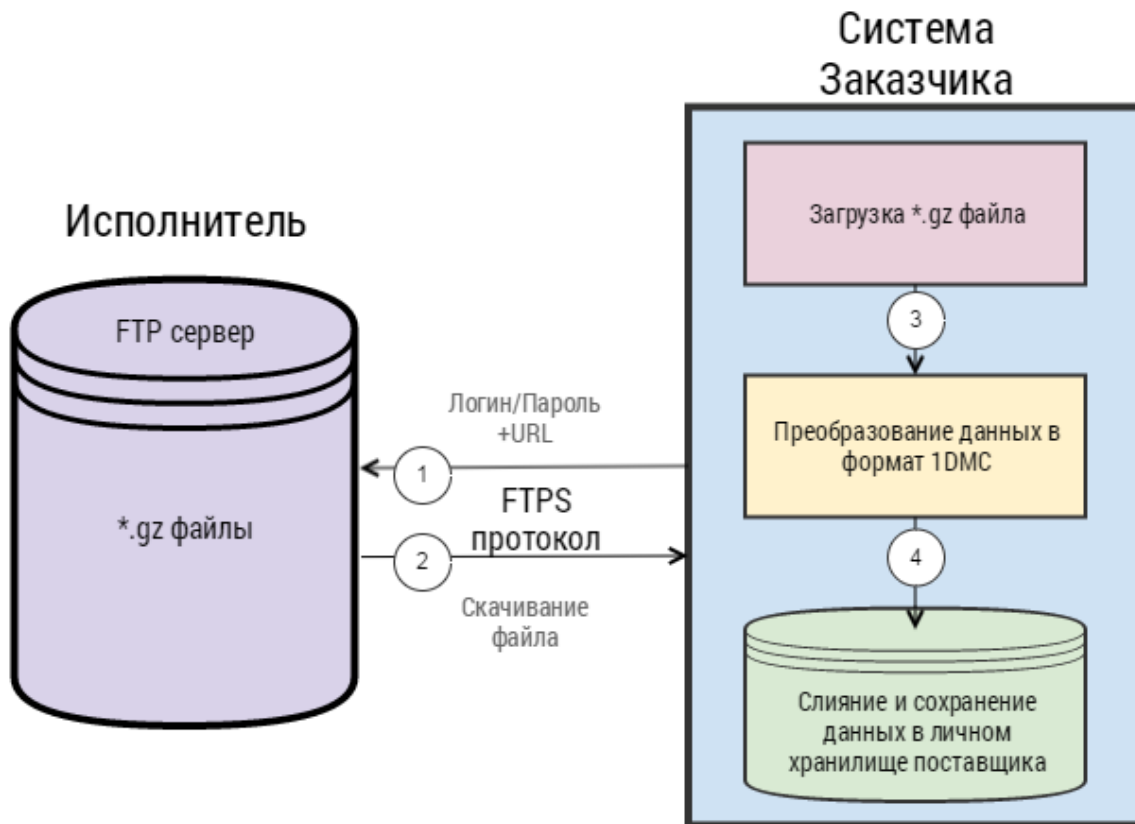 Система
Заказчика
Исполнитель
FTP сервер
*.gz файлы
Логин/Пароль
+URL
1
FTPS
протокол
2
Скачивание
файла
Загрузка *.gz файла
3
Преобразование данных в
формат 1DMC
4
Слияние и сохранение
данных в личном
хранилище поставщика